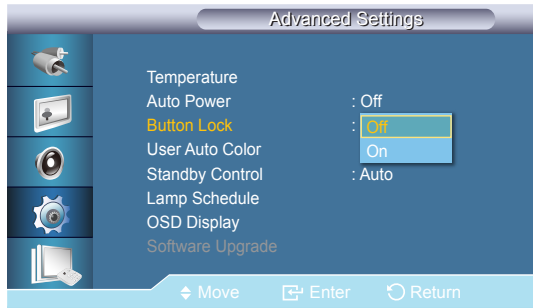 Advanced Settings
Temperature
Auto Power : Off
Button Lock : Off
User Auto Color On
Standby Control : Auto
Lamp Schedule
OSD Display
Software Upgrade
Move Enter Return